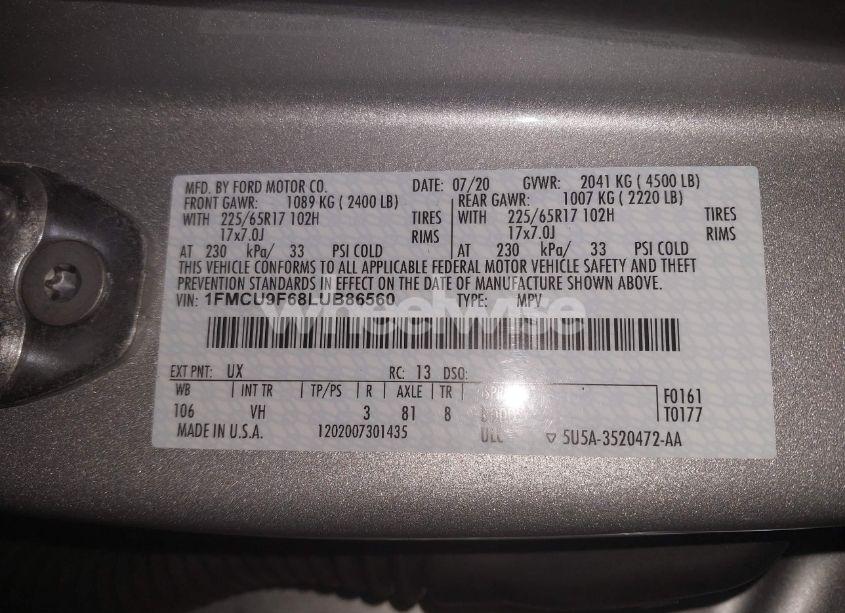 MFD. BY FORD MOTOR CO. DATE: 07/20 GVWR: 2041 KG ( 4500 LB)
FRONT GAWR: 1089 KG ( 2400 LB) REAR GAWR: 1007 KG ( 2220 LB)
WITH 225/65R17 102H TIRES WITH 225/65R17 102H TIRES
17x7.0J RIMS 17x7.0J RIMS
AT 230 kPa/ 33 PSI COLD AT 230 kPa/ 33 PSI COLD
THIS VEHICLE CONFORMS TO ALL APPLICABLE FEDERAL MOTOR VEHICLE SAFETY AND THEFT
PREVENTION STANDARDS IN EFFECT ON THE DATE OF MANUFACTURE SHOWN ABOVE.
VIN: 1FMCU9F68LUB86560 TYPE: MPV
wheelwise
EXT PNT: UX RC: 13 DSO:
WB INT TR TP/PS R AXLE TR F0161
106 VH 3 81 8 T0177
MADE IN U.S.A. 1202007301435 5U5A-3520472-AA